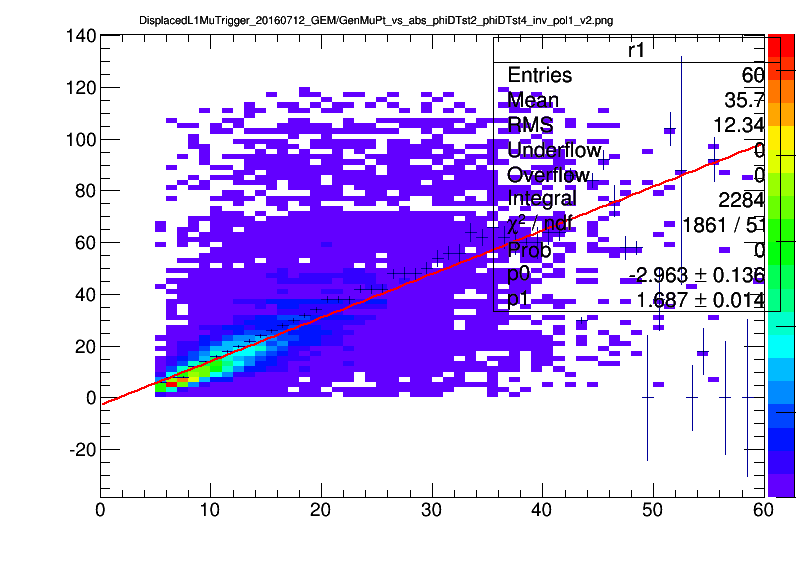 DisplacedL1MuTrigger_20160712_GEM/GenMuPt_vs_abs_phiDTst2_phiDTst4_inv_pol1_v2.png
r1
Entries 60
Mean 35.7
RMS 12.34
Underflow 0
Overflow 0
Integral 2284
χ² / ndf 1861 / 51
Prob 0
p0 -2.963 ± 0.136
p1 1.687 ± 0.014
140
120
100
80
60
40
20
0
-20
0 10 20 30 40 50 60